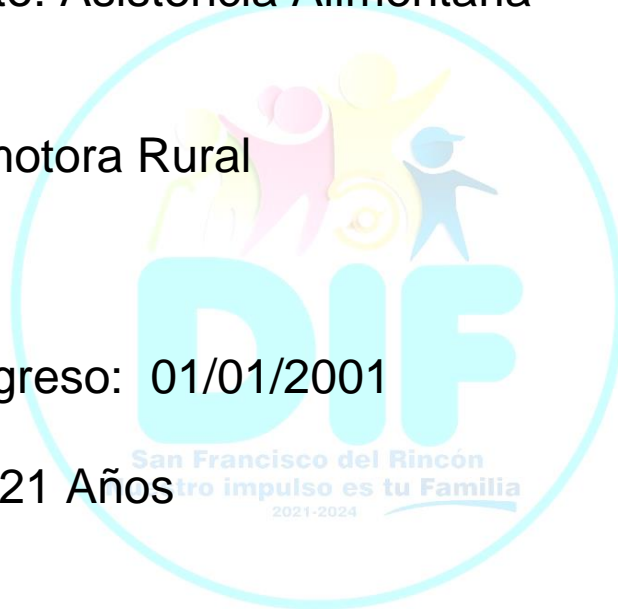 to: Asistencia Alimentaria
notora Rural
greso: 01/01/2001
21 Años
DIF
San Francisco del Rincón
tro impulso es tu Familia
2021-2024